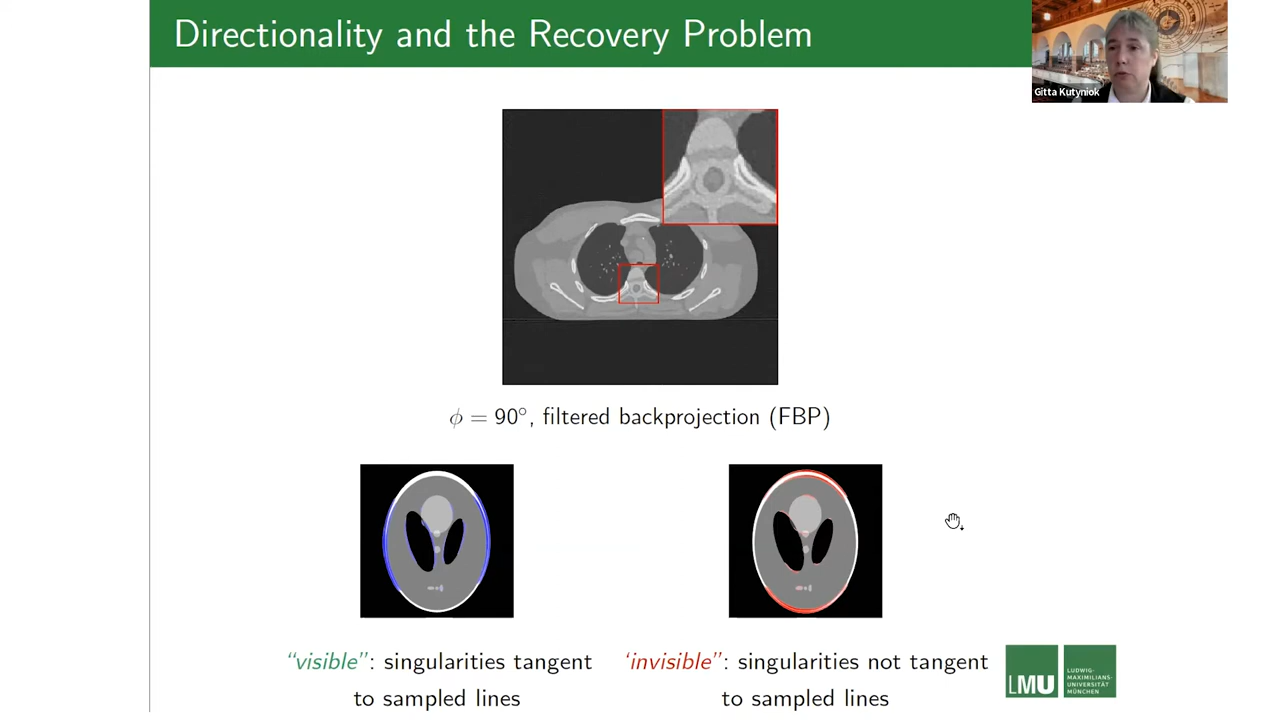 Directionality and the Recovery Problem
Gitta Kutyniok
ϕ = 90°, filtered backprojection (FBP)
“visible”: singularities tangent
to sampled lines
‘invisible”: singularities not tangent
to sampled lines
LMU
LUDWIG-
MAXIMILIANS-
UNIVERSITÄT
MÜNCHEN